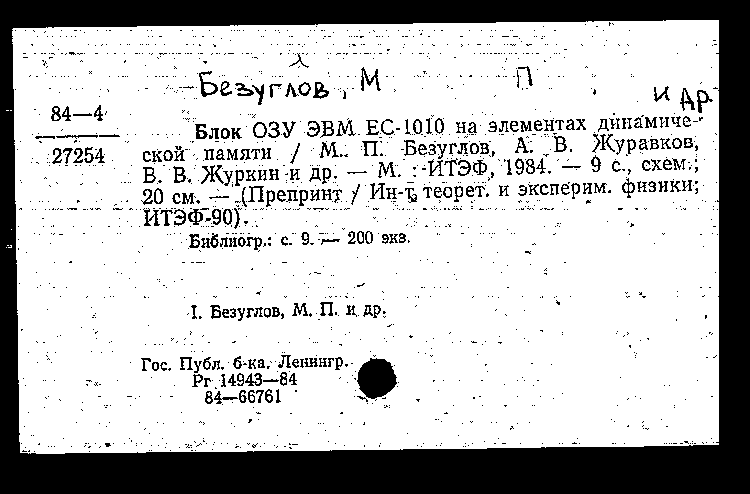 Безуглов, М П и др
84—4
27254
Блок ОЗУ ЭВМ ЕС-1010 на элементах динамиче-
ской памяти / М. П. Безуглов, А. В. Журавков,
В. В. Журкин и др. — М. : ИТЭФ, 1984. — 9 с., схем.;
20 см. — (Препринт / Ин-т теорет. и эксперим. физики;
ИТЭФ-90).
Библиогр.: с. 9. — 200 экз.
I. Безуглов, М. П. и др.
Гос. Публ. б-ка. Ленингр.
Рг 14943—84
84—66761